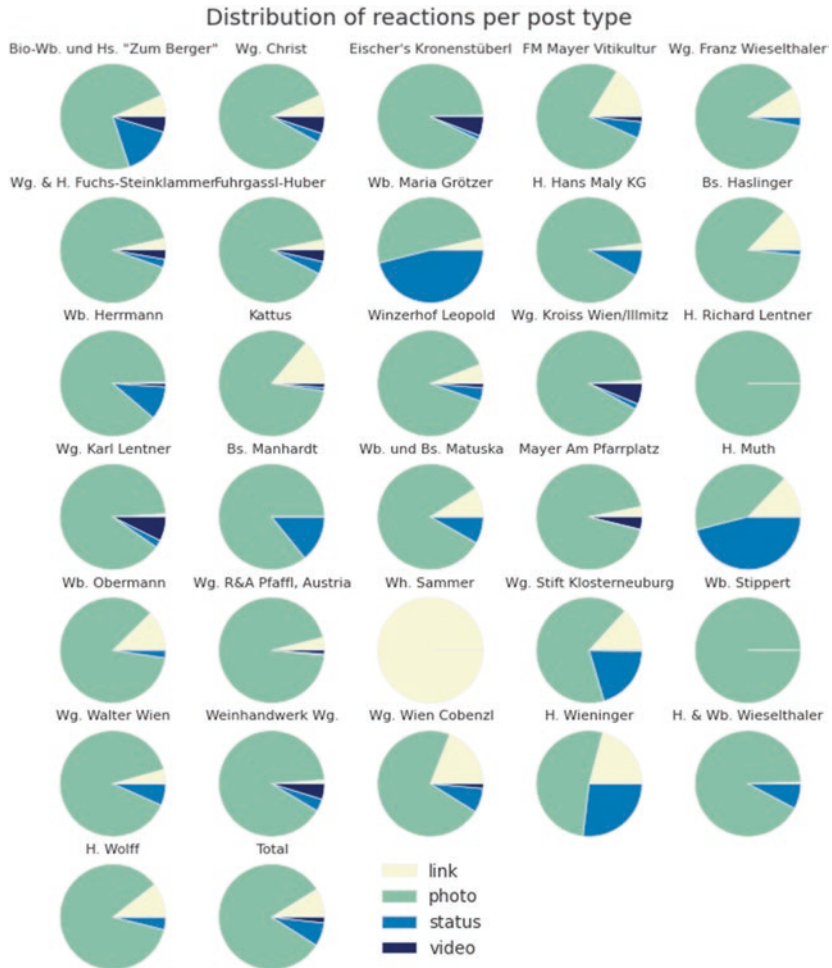 Distribution of reactions per post type
Bio-Wb. und Hs. "Zum Berger" Wg. Christ Eischer's Kronenstüberl FM Mayer Vitikultur Wg. Franz Wieselthaler
Wg. & H. Fuchs-Steinklammer Fuhrgassl-Huber Wb. Maria Grötzer H. Hans Maly KG Bs. Haslinger
Wb. Herrmann Kattus Winzerhof Leopold Wg. Kroiss Wien/Illmitz H. Richard Lentner
Wg. Karl Lentner Bs. Manhardt Wb. und Bs. Matuska Mayer Am Pfarrplatz H. Muth
Wb. Obermann Wg. R&A Pfaffl, Austria Wh. Sammer Wg. Stift Klosterneuburg Wb. Stippert
Wg. Walter Wien Weinhandwerk Wg. Wg. Wien Cobenzl H. Wieninger H. & Wb. Wieselthaler
H. Wolff Total
link
photo
status
video